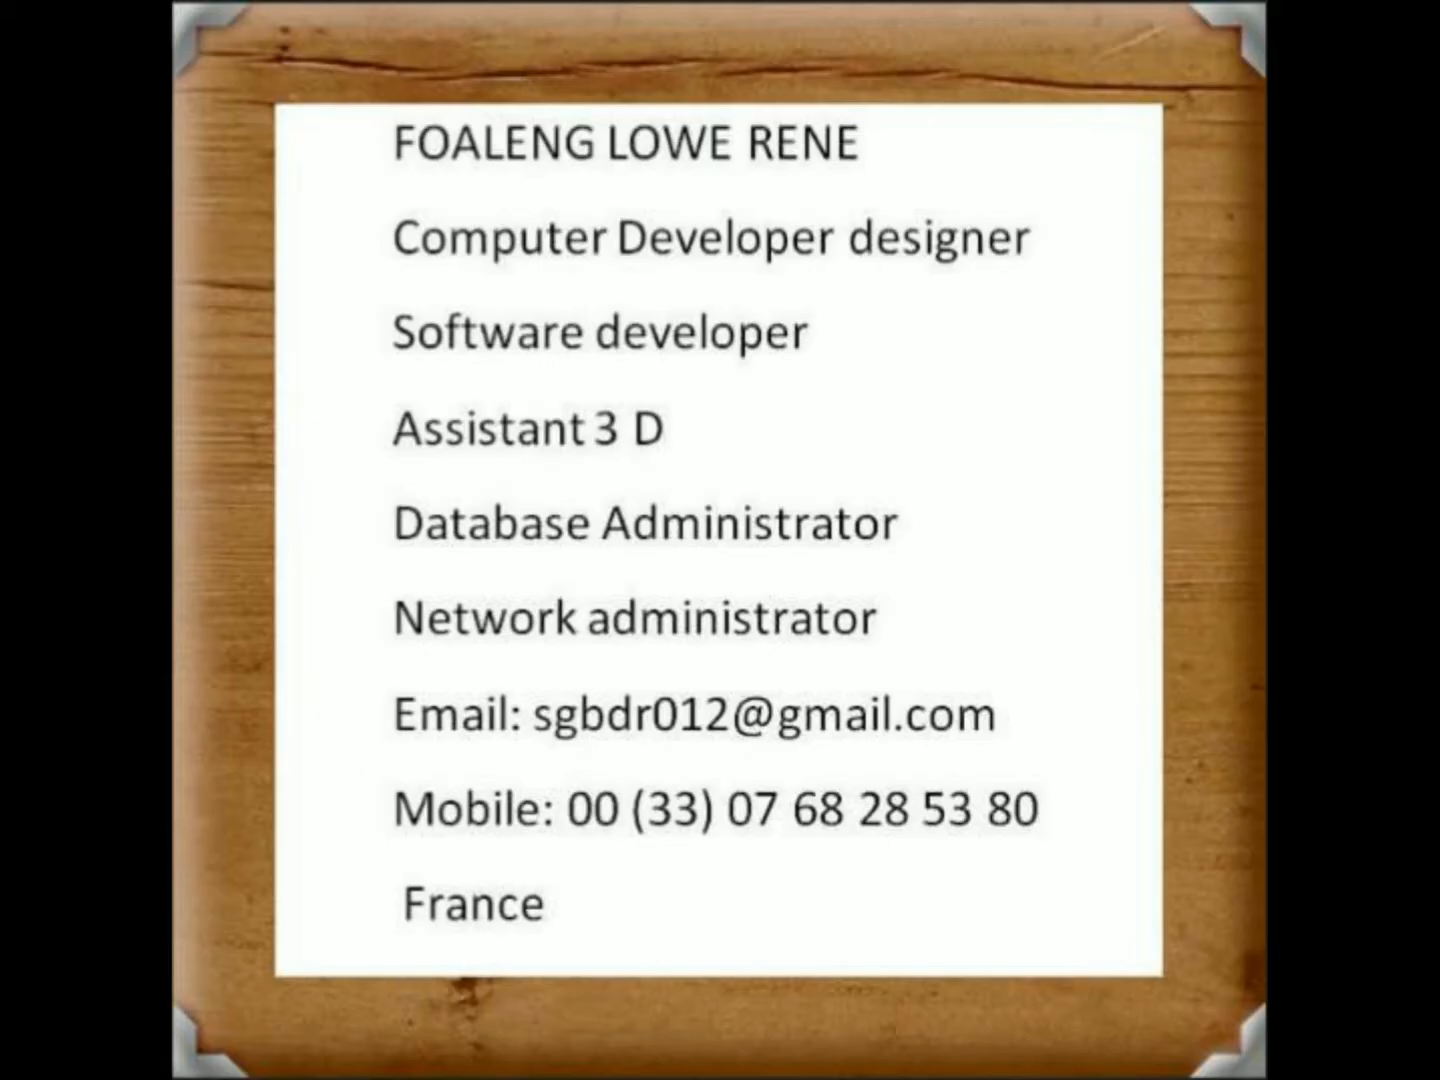 FOALENG LOWE RENE
Computer Developer designer
Software developer
Assistant 3 D
Database Administrator
Network administrator
Email: sgbdr012@gmail.com
Mobile: 00 (33) 07 68 28 53 80
France